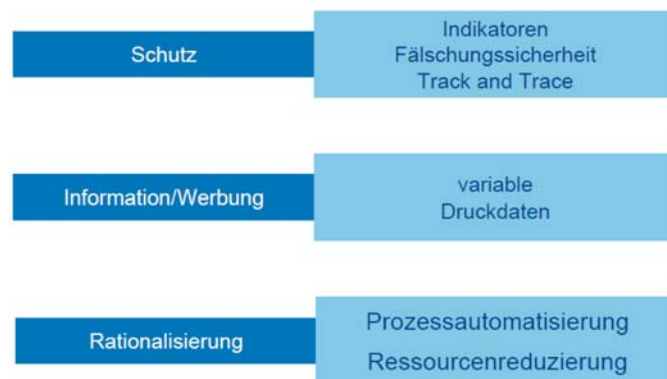 Schutz
Indikatoren
Fälschungssicherheit
Track and Trace
Information/Werbung
variable
Druckdaten
Rationalisierung
Prozessautomatisierung
Ressourcenreduzierung